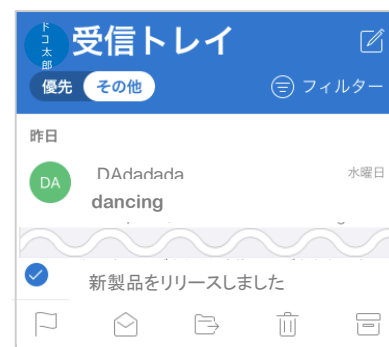 ドコ太郎
受信トレイ
優先 その他 フィルター
昨日
DA DAdadada 水曜日
dancing
新製品をリリースしました